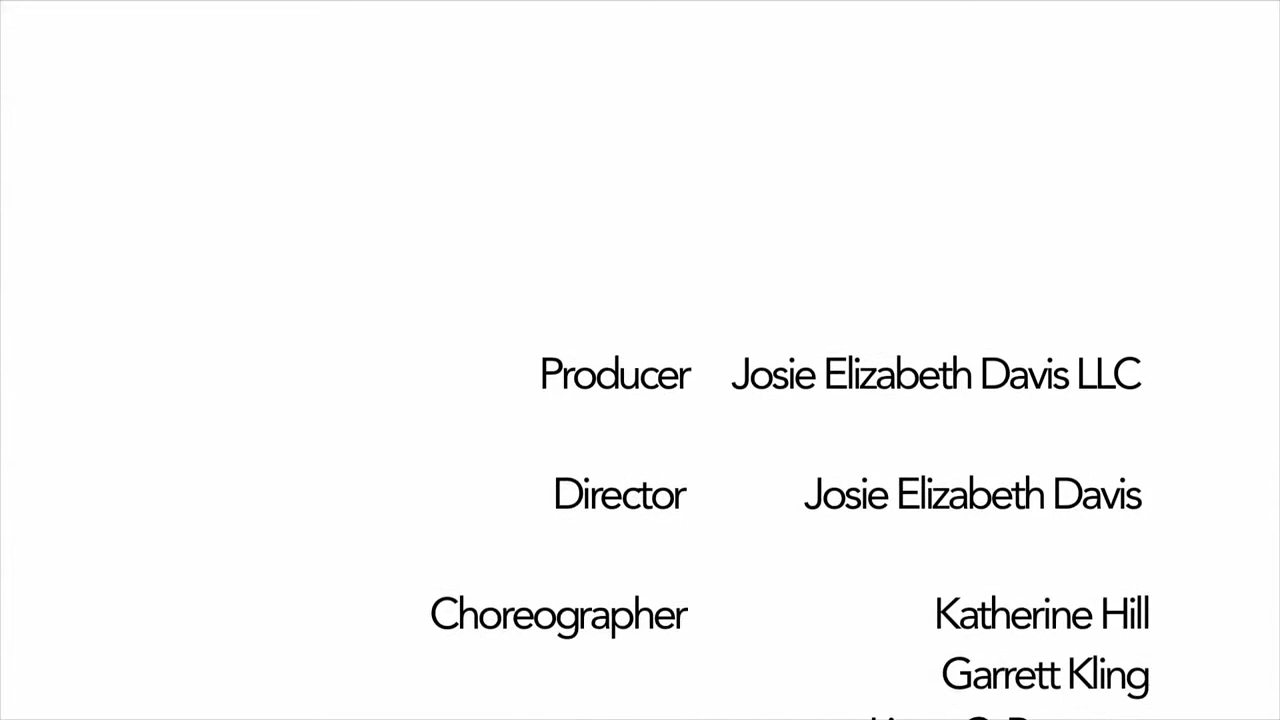 Producer Josie Elizabeth Davis LLC
Director Josie Elizabeth Davis
Choreographer Katherine Hill
Garrett Kling